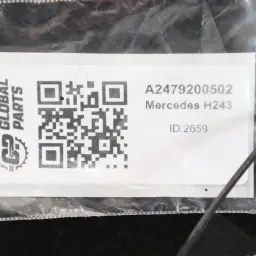 GLOBAL
PARTS
A2479200502
Mercedes H243
ID:2659